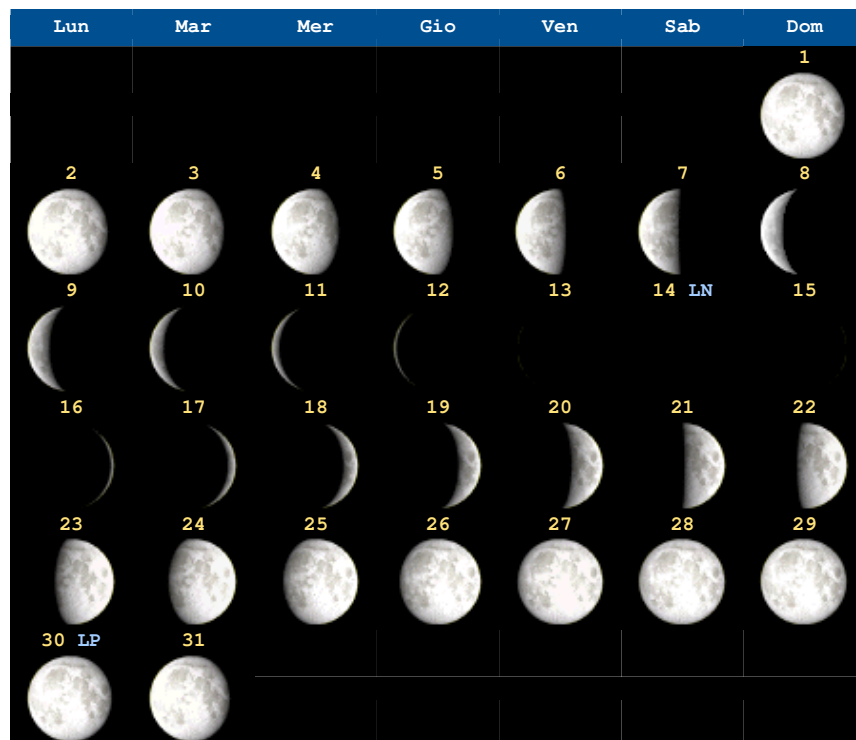 Lun Mar Mer Gio Ven Sab Dom
1
2 3 4 5 6 7 8
9 10 11 12 13 14 LN 15
16 17 18 19 20 21 22
23 24 25 26 27 28 29
30 LP 31